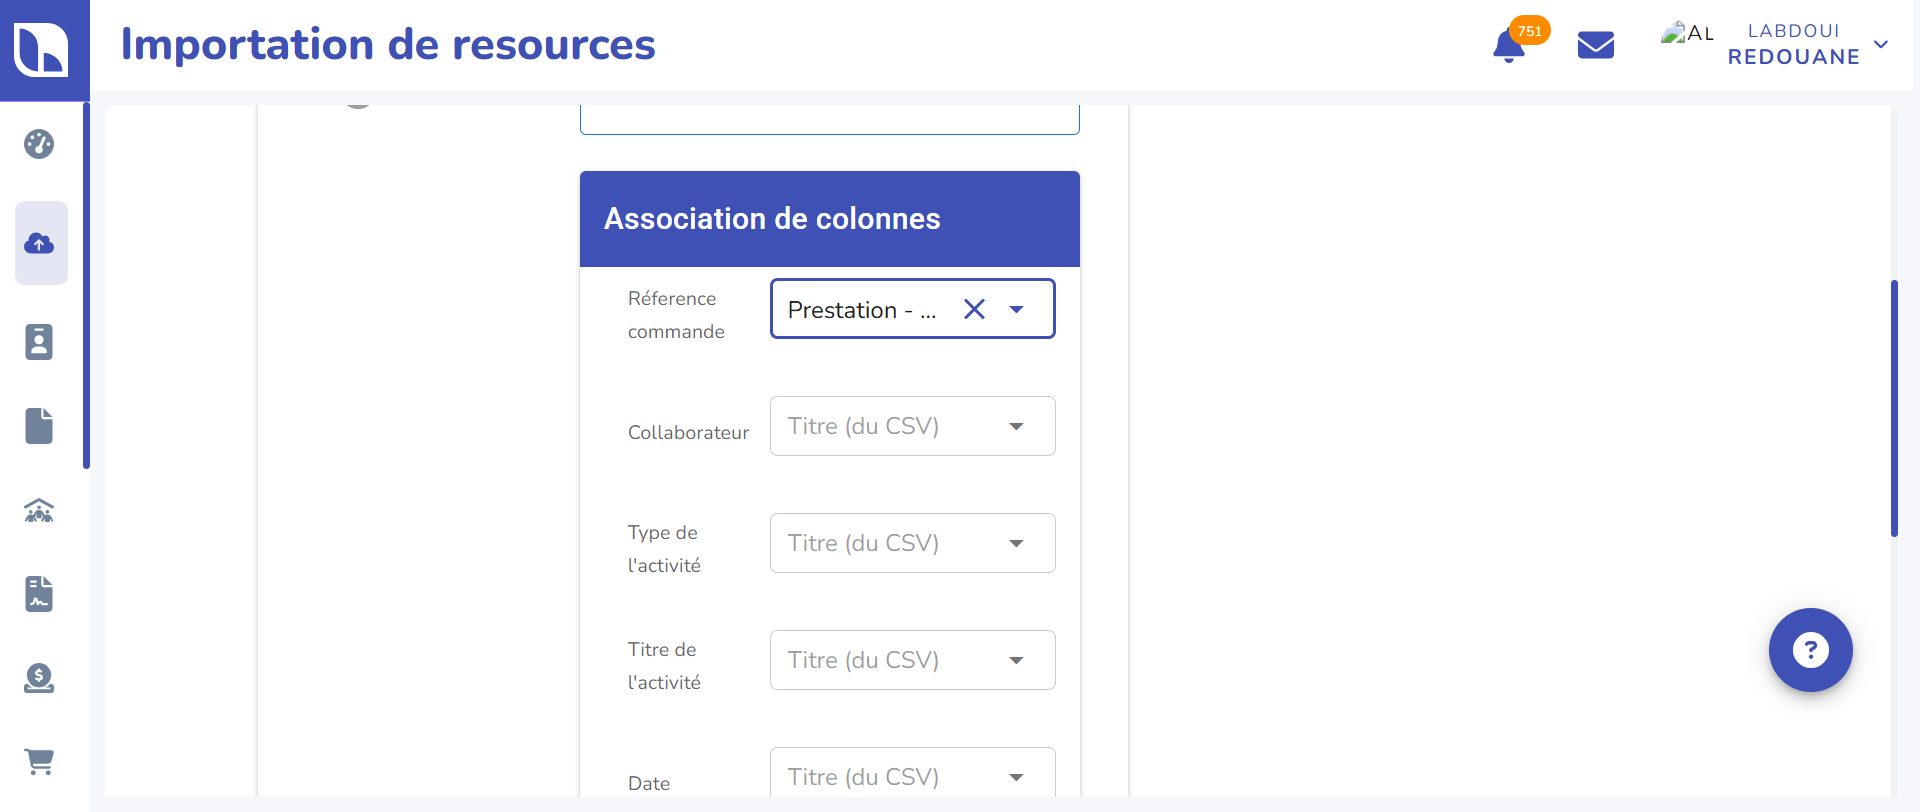 Importation de resources
751
AL
LABDOUI
REDOUANE
Association de colonnes
Réference
commande
Prestation - ...
Collaborateur
Titre (du CSV)
Type de
l'activité
Titre (du CSV)
Titre de
l'activité
Titre (du CSV)
Date
Titre (du CSV)